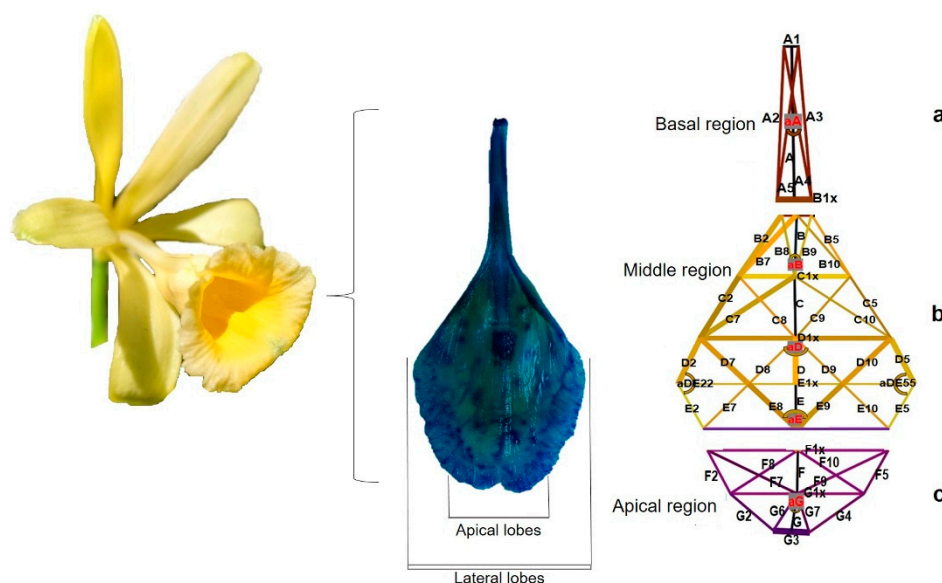 A1
Basal region
A2
aA
A3
a
A
A5
A4
B1x
B2
B
B5
B8
B9
B7
aB
B10
Middle region
C1x
C2
C
C5
b
C7
C8
C9
C10
D1x
aD
D2
D7
D8
D
D9
D10
D5
aDE22
E1x
aDE55
E
E2
E7
E8
E9
E10
E5
aE
F1x
F8
F
F10
F2
F7
F9
F5
G1x
c
Apical region
aG
G2
G6
G7
G4
G
G3
Apical lobes
Lateral lobes